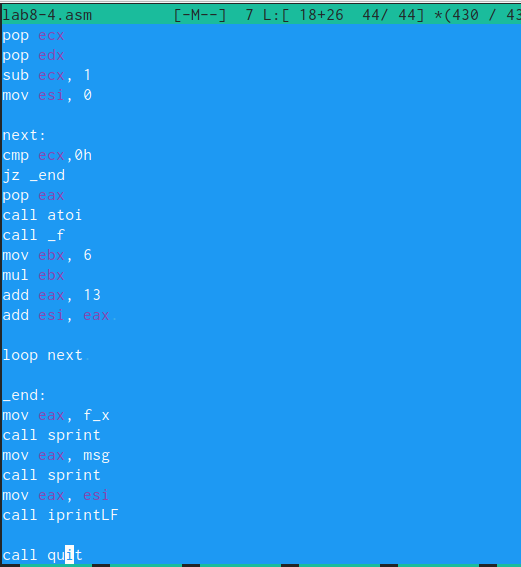 lab8-4.asm [-M--] 7 L:[ 18+26 44/ 44] *(430 / 43
pop ecx
pop edx
sub ecx, 1
mov esi, 0
next:
cmp ecx,0h
jz _end
pop eax
call atoi
call _f
mov ebx, 6
mul ebx
add eax, 13
add esi, eax.
loop next.
_end:
mov eax, f_x
call sprint
mov eax, msg
call sprint
mov eax, esi
call iprintLF
call quit